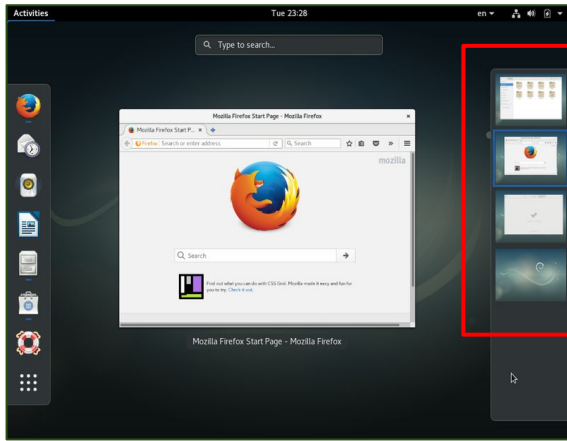 Activities
Tue 23:28
en
Type to search...
Mozilla Firefox Start Page - Mozilla Firefox
Mozilla Firefox Start P...
Firefox
Search or enter address
Search
mozilla
Search
Find out what you can do with CSS Grid. Mozilla made it easy and fun for
you to try. Check it out.
Mozilla Firefox Start Page - Mozilla Firefox